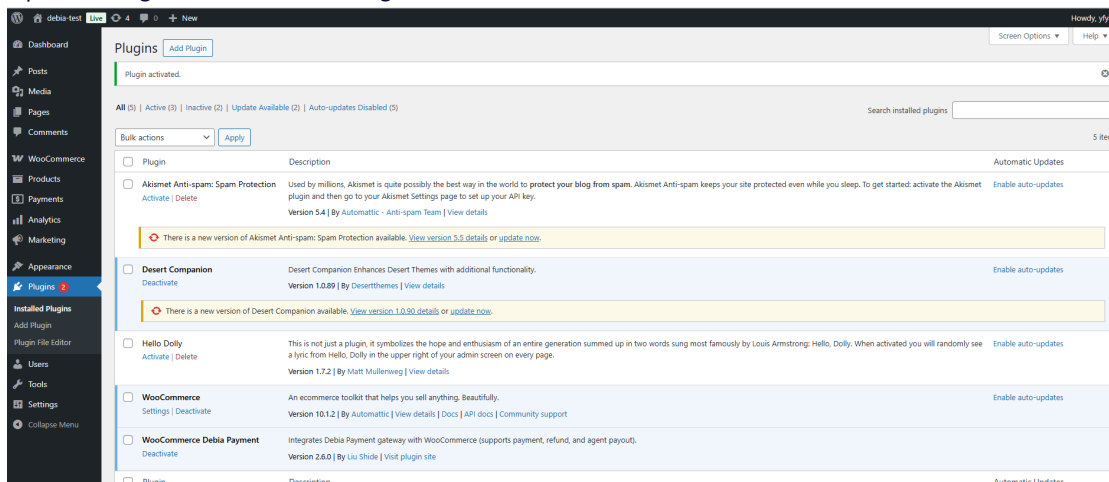 debia-test Live 4 0 + New Howdy, yfy
Screen Options Help
Dashboard
Posts
Media
Pages
Comments
WooCommerce
Products
Payments
Analytics
Marketing
Appearance
Plugins 2
Installed Plugins
Add Plugin
Plugin File Editor
Users
Tools
Settings
Collapse Menu
Plugins Add Plugin
Plugin activated.
All (5) | Active (3) | Inactive (2) | Update Available (2) | Auto-updates Disabled (5)
Search installed plugins
Bulk actions Apply
5 ite
Plugin Description Automatic Updates
Akismet Anti-spam: Spam Protection
Activate | Delete
Used by millions, Akismet is quite possibly the best way in the world to protect your blog from spam. Akismet Anti-spam keeps your site protected even while you sleep. To get started: activate the Akismet
plugin and then go to your Akismet Settings page to set up your API key.
Version 5.4 | By Automattic - Anti-spam Team | View details
Enable auto-updates
There is a new version of Akismet Anti-spam: Spam Protection available. View version 5.5 details or update now.
Desert Companion
Deactivate
Desert Companion Enhances Desert Themes with additional functionality.
Version 1.0.89 | By Desertthemes | View details
Enable auto-updates
There is a new version of Desert Companion available. View version 1.0.90 details or update now.
Hello Dolly
Activate | Delete
This is not just a plugin, it symbolizes the hope and enthusiasm of an entire generation summed up in two words sung most famously by Louis Armstrong: Hello, Dolly. When activated you will randomly see
a lyric from Hello, Dolly in the upper right of your admin screen on every page.
Version 1.7.2 | By Matt Mullenweg | View details
Enable auto-updates
WooCommerce
Settings | Deactivate
An ecommerce toolkit that helps you sell anything. Beautifully.
Version 10.1.2 | By Automattic | View details | Docs | API docs | Community support
Enable auto-updates
WooCommerce Debia Payment
Deactivate
Integrates Debia Payment gateway with WooCommerce (supports payment, refund, and agent payout).
Version 2.6.0 | By Liu Shide | Visit plugin site
Plugin Description Automatic Updates